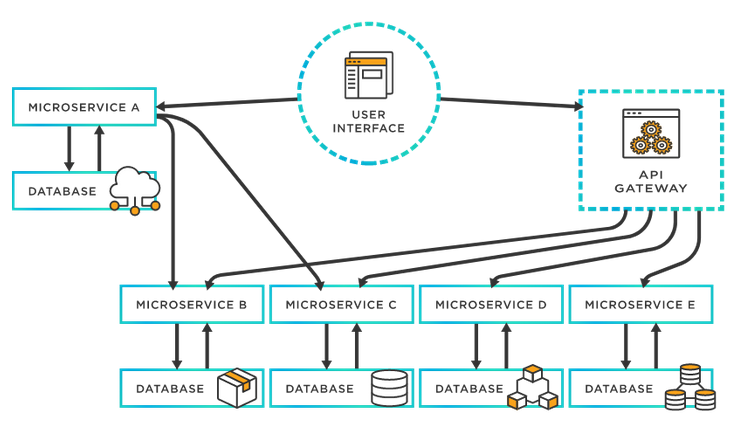 USER
INTERFACE
MICROSERVICE A
DATABASE
API
GATEWAY
MICROSERVICE B
MICROSERVICE C
MICROSERVICE D
MICROSERVICE E
DATABASE
DATABASE
DATABASE
DATABASE